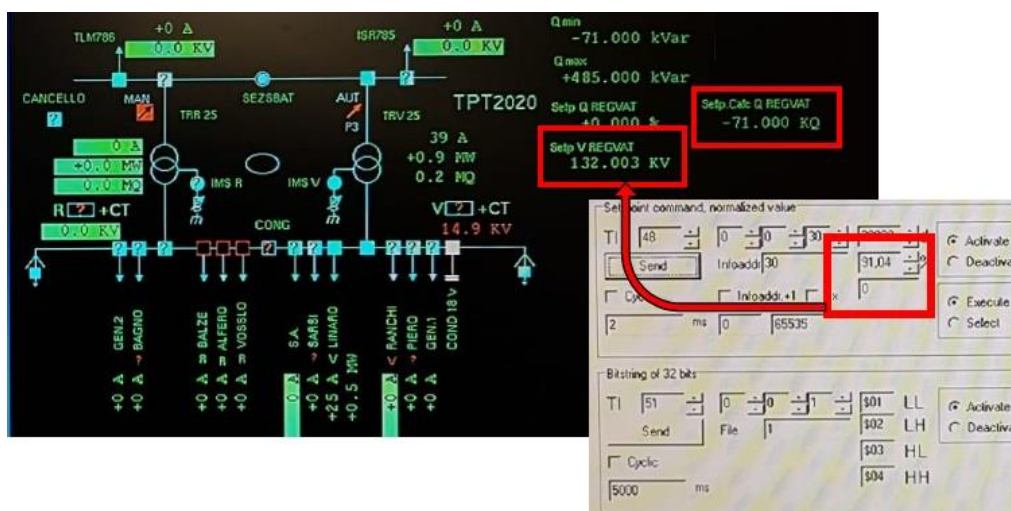 TLM786
+0 A
0.0 KV
ISR785
+0 A
0.0 KV
Q min
-71.000 kVar
Q max
+485.000 kVar
CANCELLO
?
MAN
TRR 25
SEZSBAT
AUT
P3
TRV 25
TPT2020
Setp Q REGVAT
+0.000 %
Setp.Calc Q REGVAT
-71.000 KQ
Setp V REGVAT
132.003 KV
0 A
+0.0 MW
0.0 MQ
39 A
+0.9 MW
0.2 MQ
IMS R
IMS V
R ? +CT
0.0 KV
CONG
V ? +CT
14.9 KV
GEN.2
+0 A
BAGNO
?
+0 A
BALZE
R
+0 A
ALFERO
R
+0 A
VOSSLO
R
+0 A
S.A.
0 A
SARSI
?
+0 A
LINARO
V
+25 A
+0.5 MW
RANCHI
V
+0 A
PIERO
?
+0 A
GEN.1
+0 A
COND 18 V
Setpoint command, normalized value
TI 48 0 0 30
Send
Infoaddr 30
91,04
%
0
Infoaddr.+1
x
2 ms 0 65535
Activate
Execute
Select
Bitstring of 32 bits
TI 51 0 0 1 $01 LL
Send
File 1
$02 LH
$03 HL
$04 HH
Cyclic
5000 ms
Activate